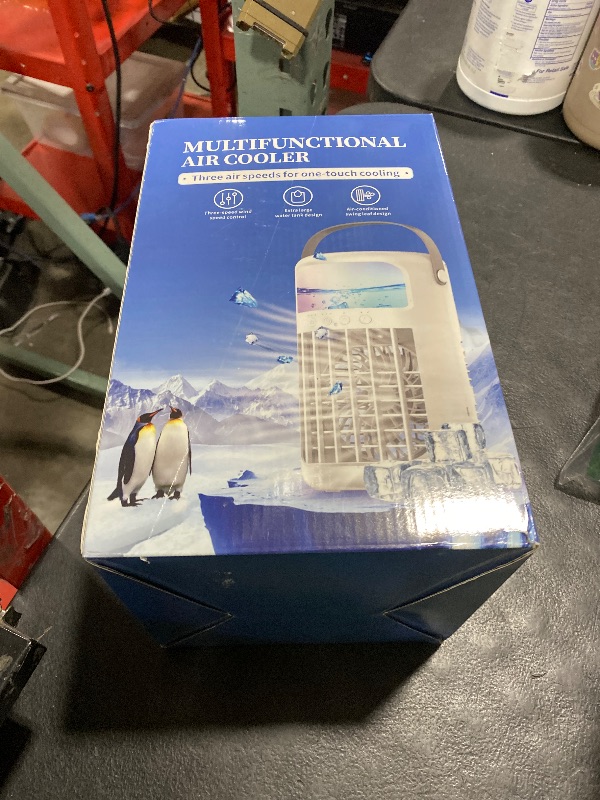 MULTIFUNCTIONAL
AIR COOLER
• Three air speeds for one-touch cooling •
Three-speed wind
speed control
Extra large
water tank design
Air-conditioned
swing leaf design